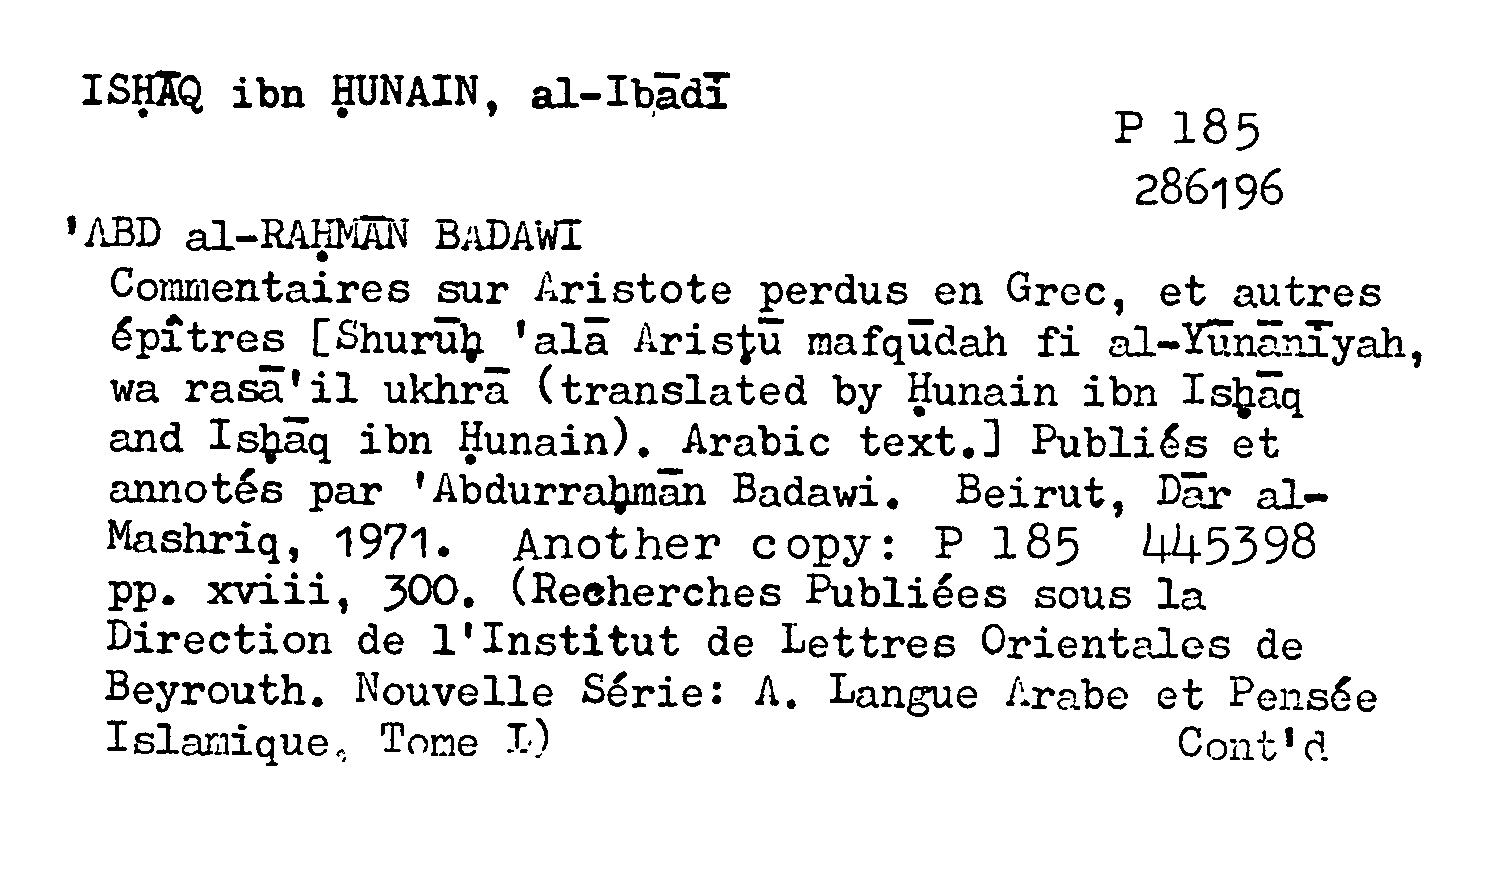 ISḤĀQ ibn ḤUNAIN, al-Ibādī
P 185
286196
'ABD al-RAḤMĀN BADAWI
Commentaires sur Aristote perdus en Grec, et autres
épîtres [Shurūḥ 'alā Arisṭū mafqūdah fi al-Yūnānīyah,
wa rasā'il ukhrā (translated by Ḥunain ibn Isḥāq
and Isḥāq ibn Ḥunain). Arabic text.] Publiés et
annotés par 'Abdurraḥmān Badawi. Beirut, Dār al-
Mashriq, 1971. Another copy: P 185 445398
pp. xviii, 300. (Recherches Publiées sous la
Direction de l'Institut de Lettres Orientales de
Beyrouth. Nouvelle Série: A. Langue Arabe et Pensée
Islamique. Tome I.)
Cont'd